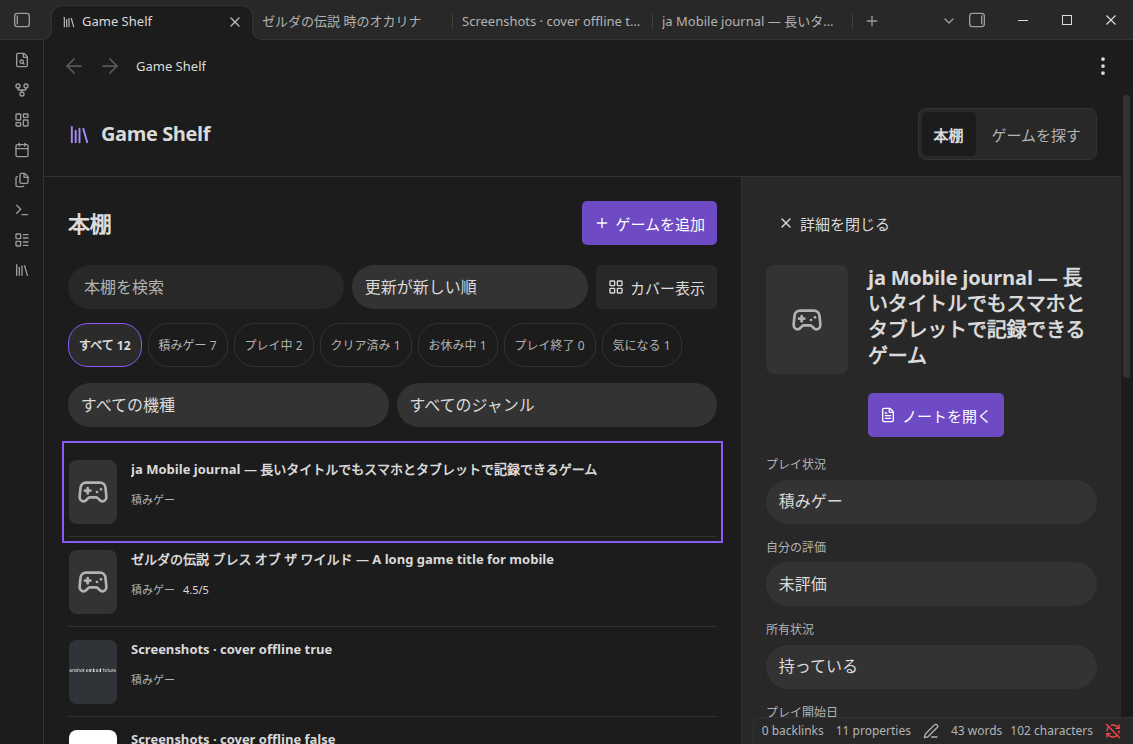 Game Shelf
ゼルダの伝説 時のオカリナ
Screenshots · cover offline t...
ja Mobile journal — 長いタ...
Game Shelf
Game Shelf
本棚
ゲームを探す
本棚
ゲームを追加
本棚を検索
更新が新しい順
カバー表示
すべて 12
積みゲー 7
プレイ中 2
クリア済み 1
お休み中 1
プレイ終了 0
気になる 1
すべての機種
すべてのジャンル
ja Mobile journal — 長いタイトルでもスマホとタブレットで記録できるゲーム
積みゲー
ゼルダの伝説 ブレス オブ ザ ワイルド — A long game title for mobile
積みゲー 4.5/5
Screenshots · cover offline true
積みゲー
Screenshots · cover offline false
詳細を閉じる
ja Mobile journal — 長
いタイトルでもスマホと
タブレットで記録できる
ゲーム
ノートを開く
プレイ状況
積みゲー
自分の評価
未評価
所有状況
持っている
プレイ開始日
0 backlinks
11 properties
43 words
102 characters